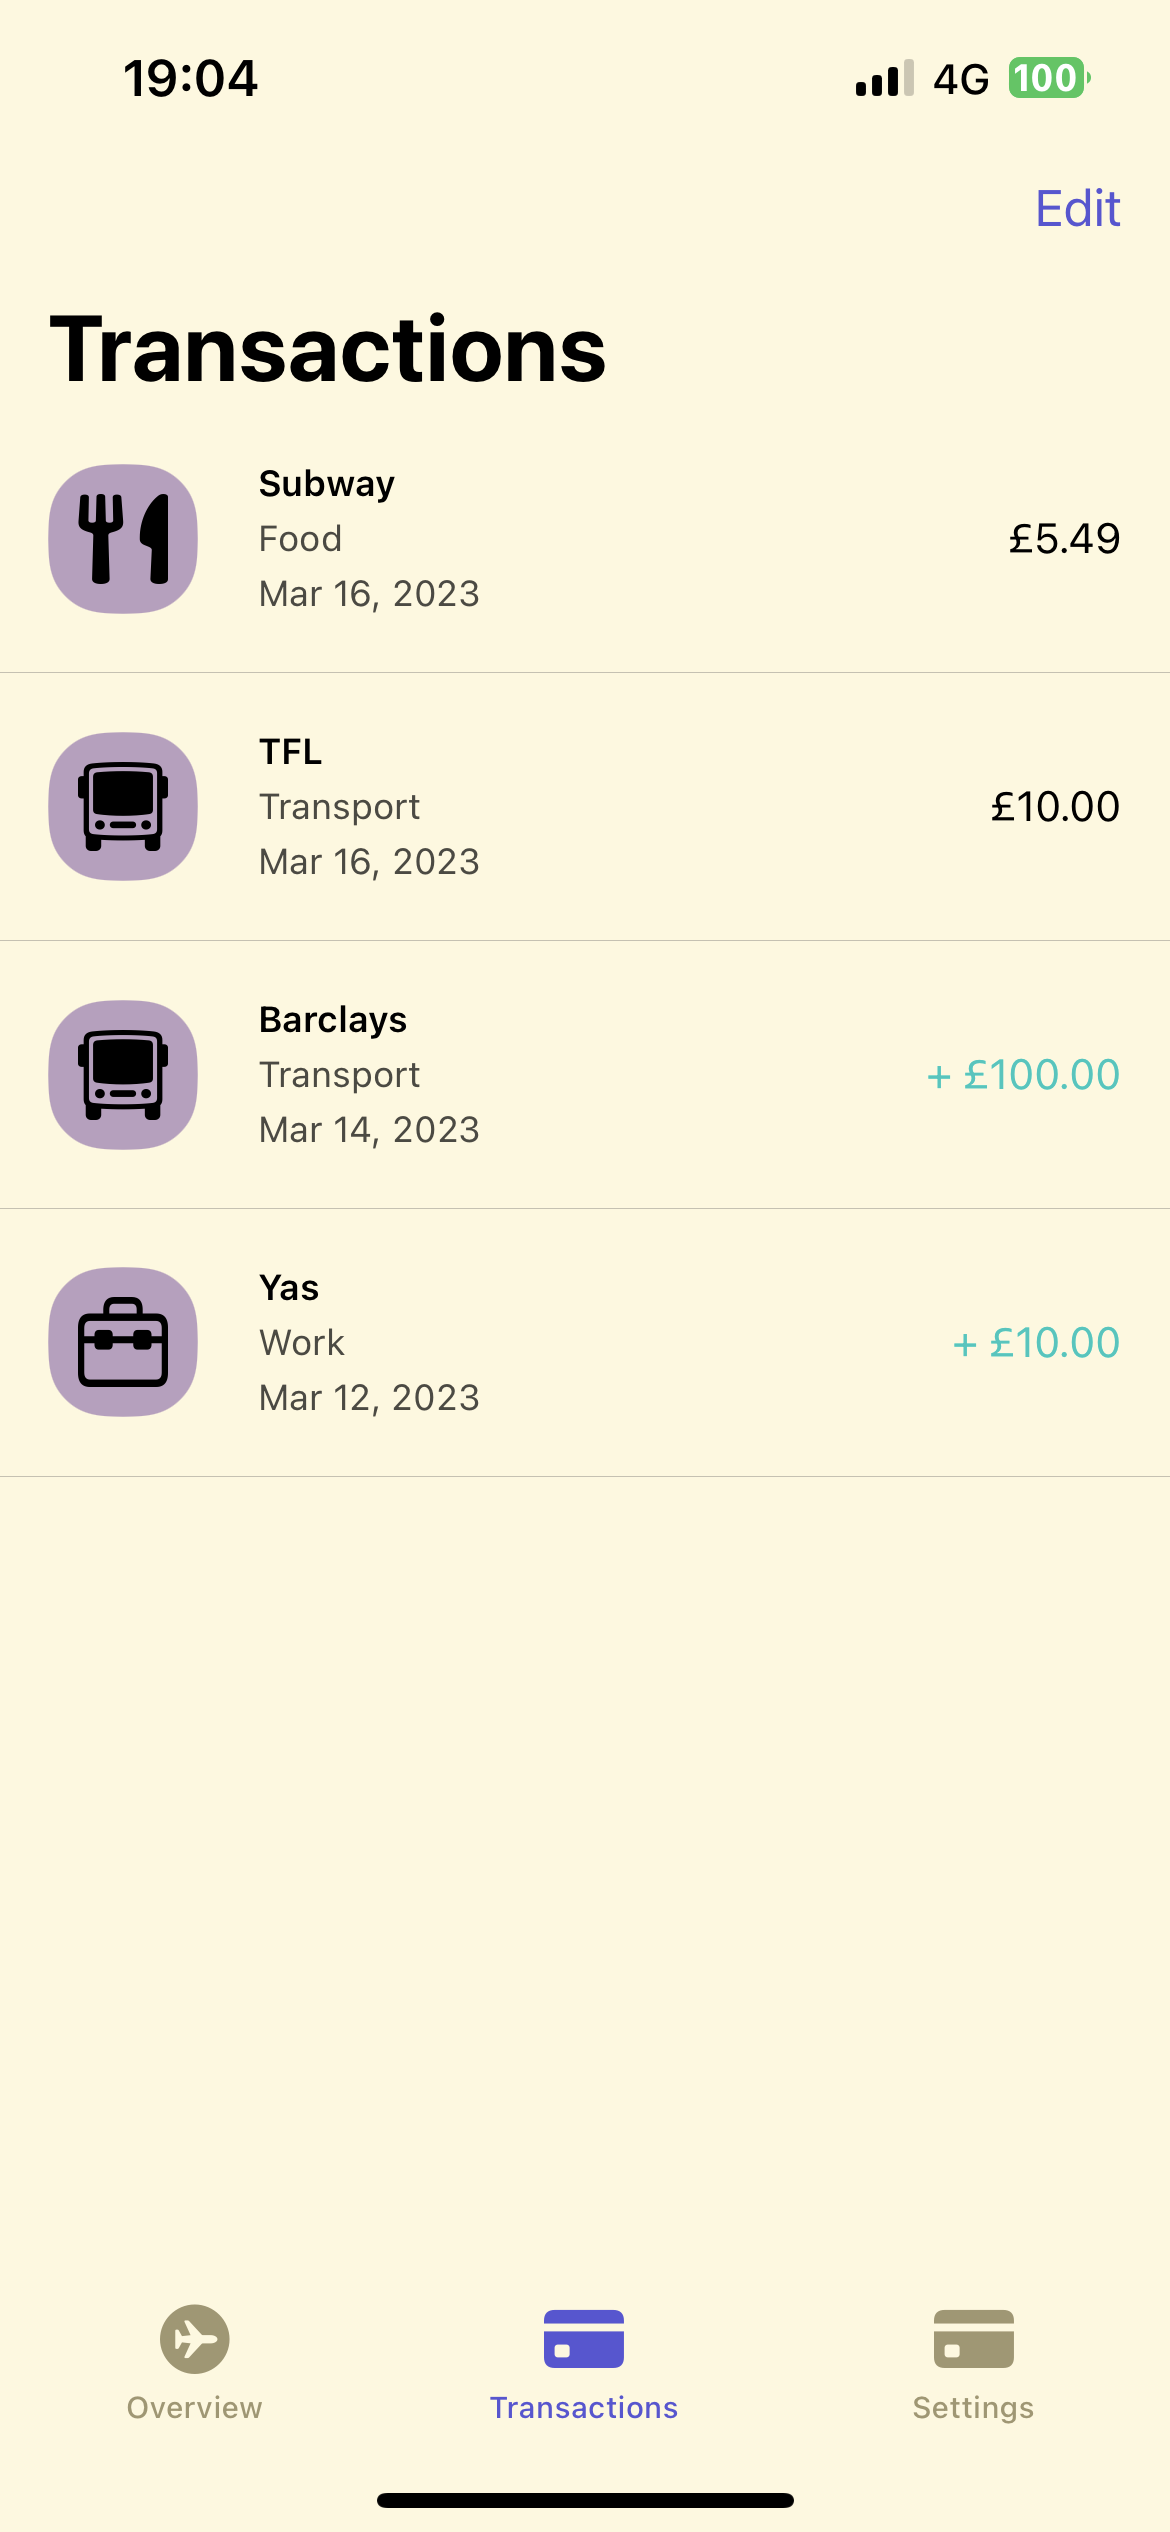 19:04
4G 100
Edit
Transactions
Subway
Food
£5.49
Mar 16, 2023
TFL
Transport
£10.00
Mar 16, 2023
Barclays
Transport
+ £100.00
Mar 14, 2023
Yas
Work
+ £10.00
Mar 12, 2023
Overview
Transactions
Settings